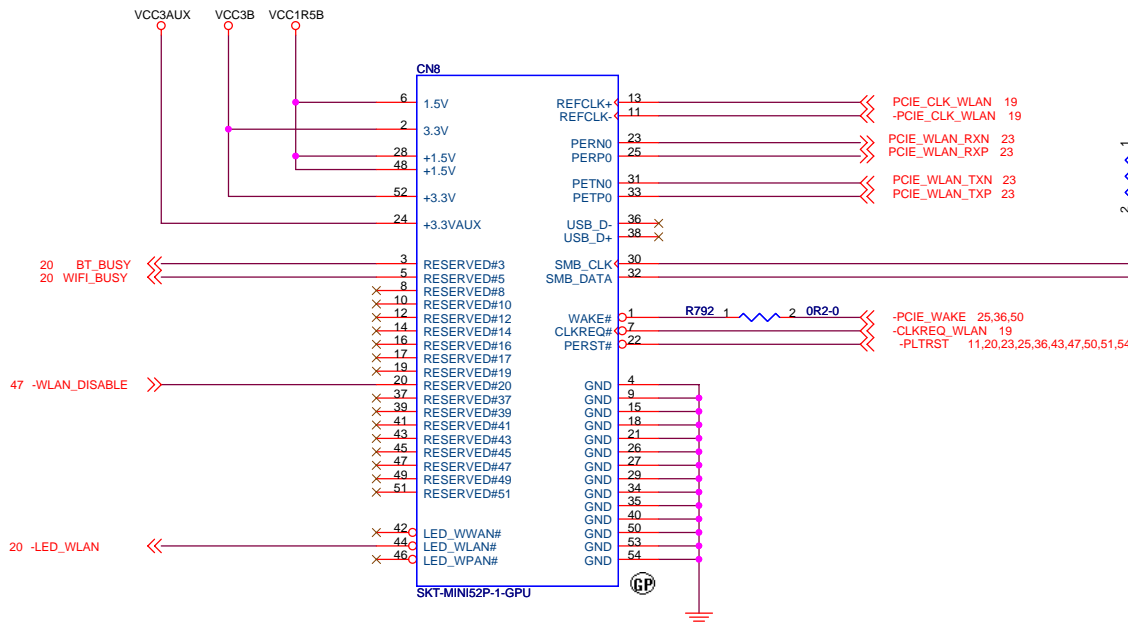 VCC3AUX VCC3B VCC1R5B
CN8
6 1.5V REFCLK+ 13 PCIE_CLK_WLAN 19
REFCLK- 11 -PCIE_CLK_WLAN 19
2 3.3V
PERN0 23 PCIE_WLAN_RXN 23
28 +1.5V PERP0 25 PCIE_WLAN_RXP 23
48 +1.5V
PETN0 31 PCIE_WLAN_TXN 23
52 +3.3V PETP0 33 PCIE_WLAN_TXP 23
1
2
24 +3.3VAUX USB_D- 36
USB_D+ 38
20 BT_BUSY 3 RESERVED#3 SMB_CLK 30
20 WIFI_BUSY 5 RESERVED#5 SMB_DATA 32
8 RESERVED#8
10 RESERVED#10
12 RESERVED#12 WAKE# 1 R792 1 2 0R2-0 -PCIE_WAKE 25,36,50
14 RESERVED#14 CLKREQ# 7 -CLKREQ_WLAN 19
16 RESERVED#16 PERST# 22 -PLTRST 11,20,23,25,36,43,47,50,51,54
17 RESERVED#17
19 RESERVED#19
47 -WLAN_DISABLE 20 RESERVED#20 GND 4
37 RESERVED#37 GND 9
39 RESERVED#39 GND 15
41 RESERVED#41 GND 18
43 RESERVED#43 GND 21
45 RESERVED#45 GND 26
47 RESERVED#47 GND 27
49 RESERVED#49 GND 29
51 RESERVED#51 GND 34
GND 35
GND 40
42 LED_WWAN# GND 50
20 -LED_WLAN 44 LED_WLAN# GND 53
46 LED_WPAN# GND 54
SKT-MINI52P-1-GPU
GP